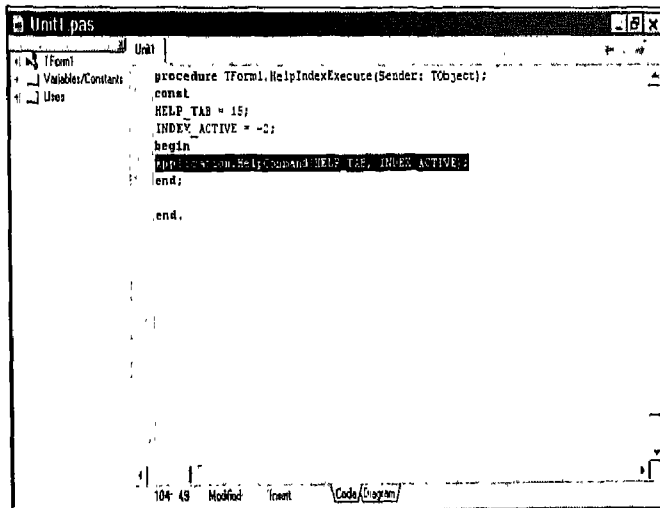 Unit1.pas
Unit1
TForm1
Variables/Constants
Uses
procedure TForm1.HelpIndexExecute(Sender: TObject);
const
HELP_TAB = 15;
INDEX_ACTIVE = -2;
begin
Application.HelpCommand(HELP_TAB, INDEX_ACTIVE);
end;
end.
104: 49 Modified Insert Code Diagram